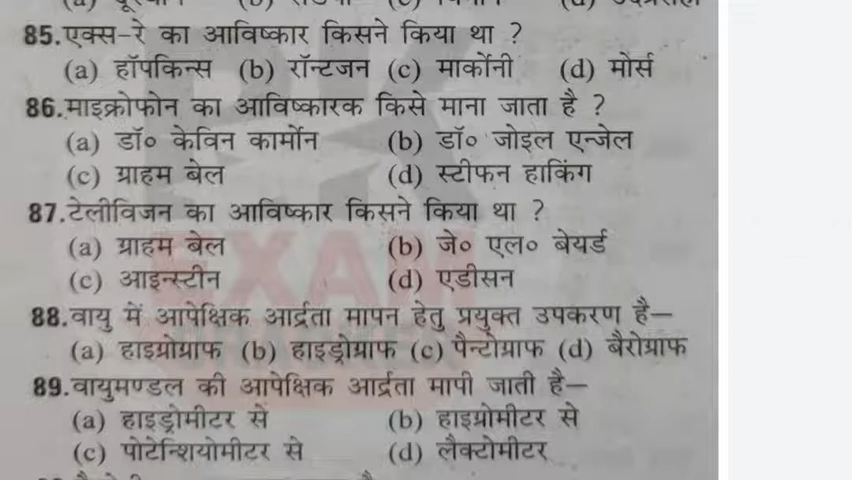 85. एक्स-रे का आविष्कार किसने किया था ?
(a) हॉपकिन्स (b) रॉन्टजन (c) मार्कोनी (d) मोर्स
86. माइक्रोफोन का आविष्कारक किसे माना जाता है ?
(a) डॉ० केविन कार्मोन (b) डॉ० जोइल एन्जेल
(c) ग्राहम बेल (d) स्टीफन हाकिंग
87. टेलीविजन का आविष्कार किसने किया था ?
(a) ग्राहम बेल (b) जे० एल० बेयर्ड
(c) आइन्स्टीन (d) एडीसन
88. वायु में आपेक्षिक आर्द्रता मापन हेतु प्रयुक्त उपकरण है—
(a) हाइग्रोग्राफ (b) हाइड्रोग्राफ (c) पैन्टोग्राफ (d) बैरोग्राफ
89. वायुमण्डल की आपेक्षिक आर्द्रता मापी जाती है—
(a) हाइड्रोमीटर से (b) हाइग्रोमीटर से
(c) पोटेन्शियोमीटर से (d) लैक्टोमीटर